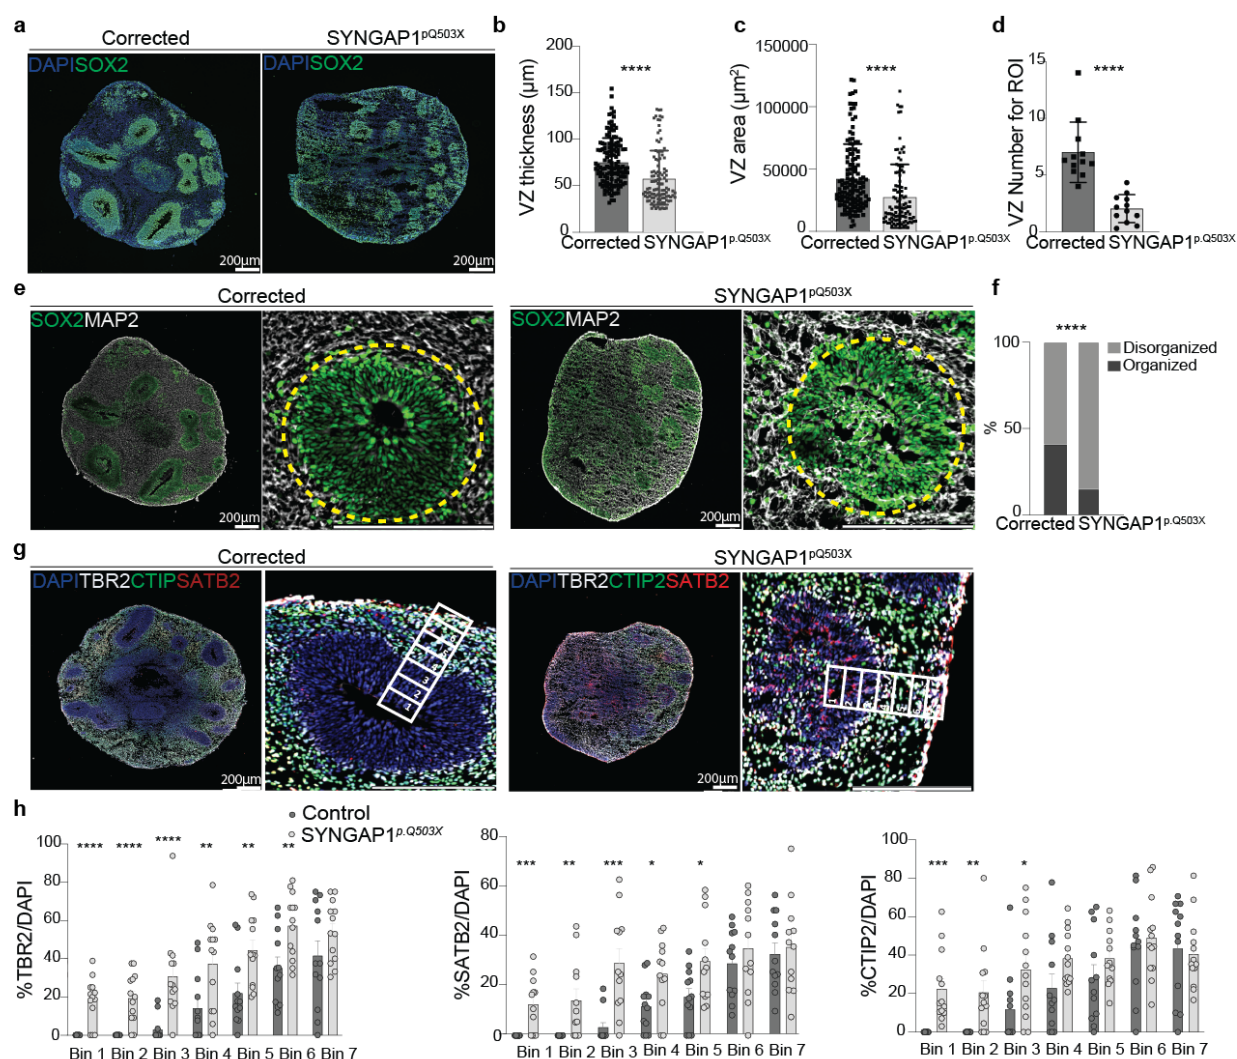 a
Corrected
SYNGAP1pQ503X
DAPISOX2
DAPISOX2
200µm
200µm
b
VZ thickness (µm)
200
150
100
50
0
****
Corrected SYNGAP1p.Q503X
c
VZ area (µm2)
150000
100000
50000
0
****
Corrected SYNGAP1p.Q503X
d
VZ Number for ROI
15
10
5
0
****
Corrected SYNGAP1p.Q503X
e
Corrected
SYNGAP1pQ503X
SOX2MAP2
SOX2MAP2
200µm
200µm
f
****
100
50
0
%
Disorganized
Organized
Corrected SYNGAP1p.Q503X
g
Corrected
SYNGAP1pQ503X
DAPITBR2CTIPSATB2
DAPITBR2CTIP2SATB2
200µm
200µm
1
2
3
4
1
2
h
Control
SYNGAP1p.Q503X
%TBR2/DAPI
100
80
60
40
20
0
**** **** **** ** ** **
Bin 1 Bin 2 Bin 3 Bin 4 Bin 5 Bin 6 Bin 7
%SATB2/DAPI
80
60
40
20
0
*** ** *** * *
Bin 1 Bin 2 Bin 3 Bin 4 Bin 5 Bin 6 Bin 7
%CTIP2/DAPI
100
80
60
40
20
0
*** ** *
Bin 1 Bin 2 Bin 3 Bin 4 Bin 5 Bin 6 Bin 7